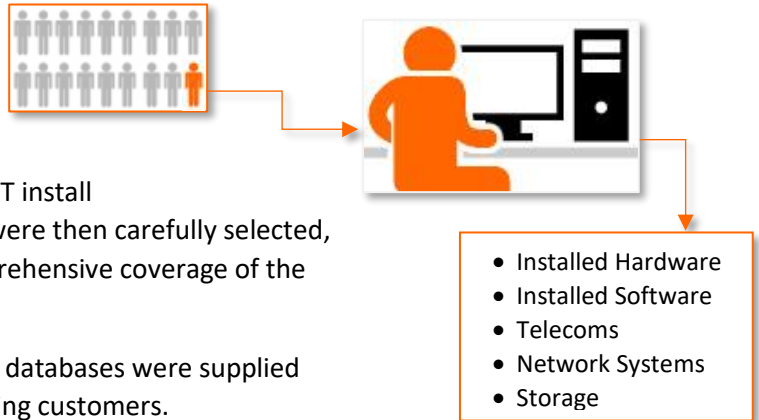 T install
were then carefully selected,
rehensive coverage of the
databases were supplied
ng customers.
• Installed Hardware
• Installed Software
• Telecoms
• Network Systems
• Storage